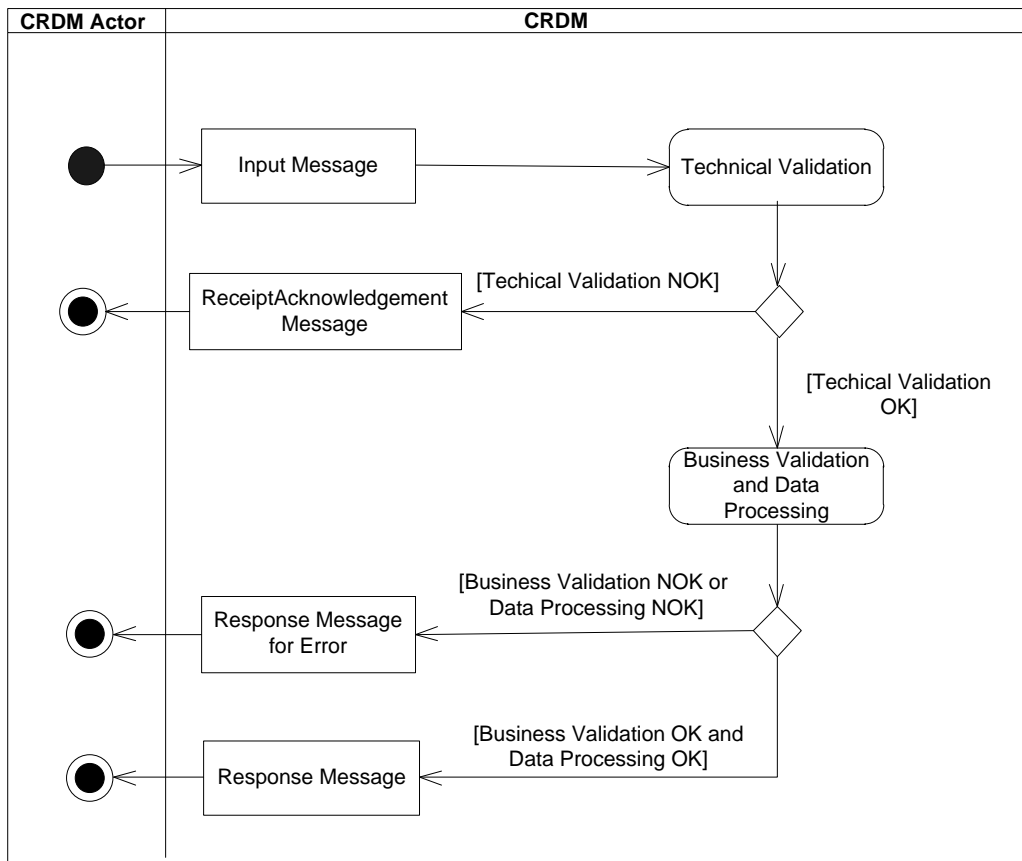 CRDM Actor
CRDM
Input Message
Technical Validation
[Techical Validation NOK]
ReceiptAcknowledgement
Message
[Techical Validation
OK]
Business Validation
and Data
Processing
[Business Validation NOK or
Data Processing NOK]
Response Message
for Error
[Business Validation OK and
Data Processing OK]
Response Message